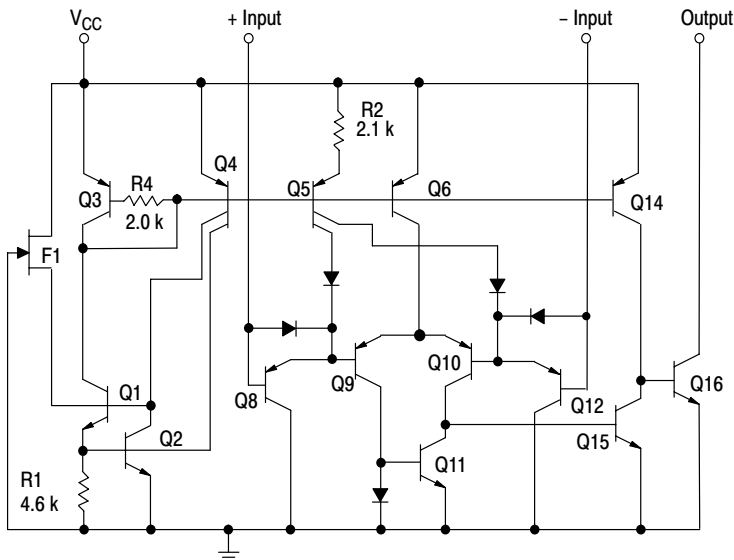 VCC
+ Input
– Input
Output
R2
2.1 k
Q4
R4
Q3
2.0 k
Q5
Q6
Q14
F1
Q1
Q8
Q9
Q10
Q12
Q16
Q2
Q15
Q11
R1
4.6 k